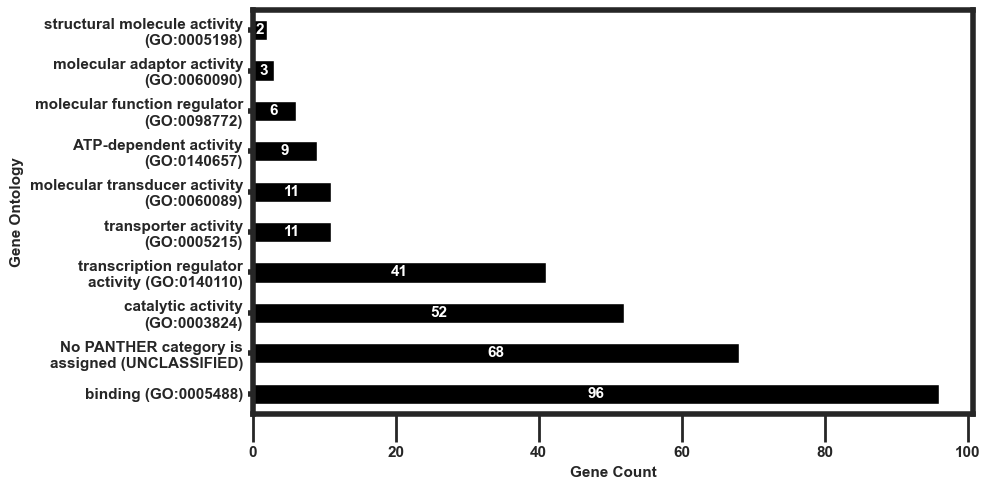 structural molecule activity
(GO:0005198)
2
molecular adaptor activity
(GO:0060090)
3
molecular function regulator
(GO:0098772)
6
ATP-dependent activity
(GO:0140657)
9
molecular transducer activity
(GO:0060089)
11
transporter activity
(GO:0005215)
11
transcription regulator
activity (GO:0140110)
41
catalytic activity
(GO:0003824)
52
No PANTHER category is
assigned (UNCLASSIFIED)
68
binding (GO:0005488)
96
Gene Ontology
0 20 40 60 80 100
Gene Count